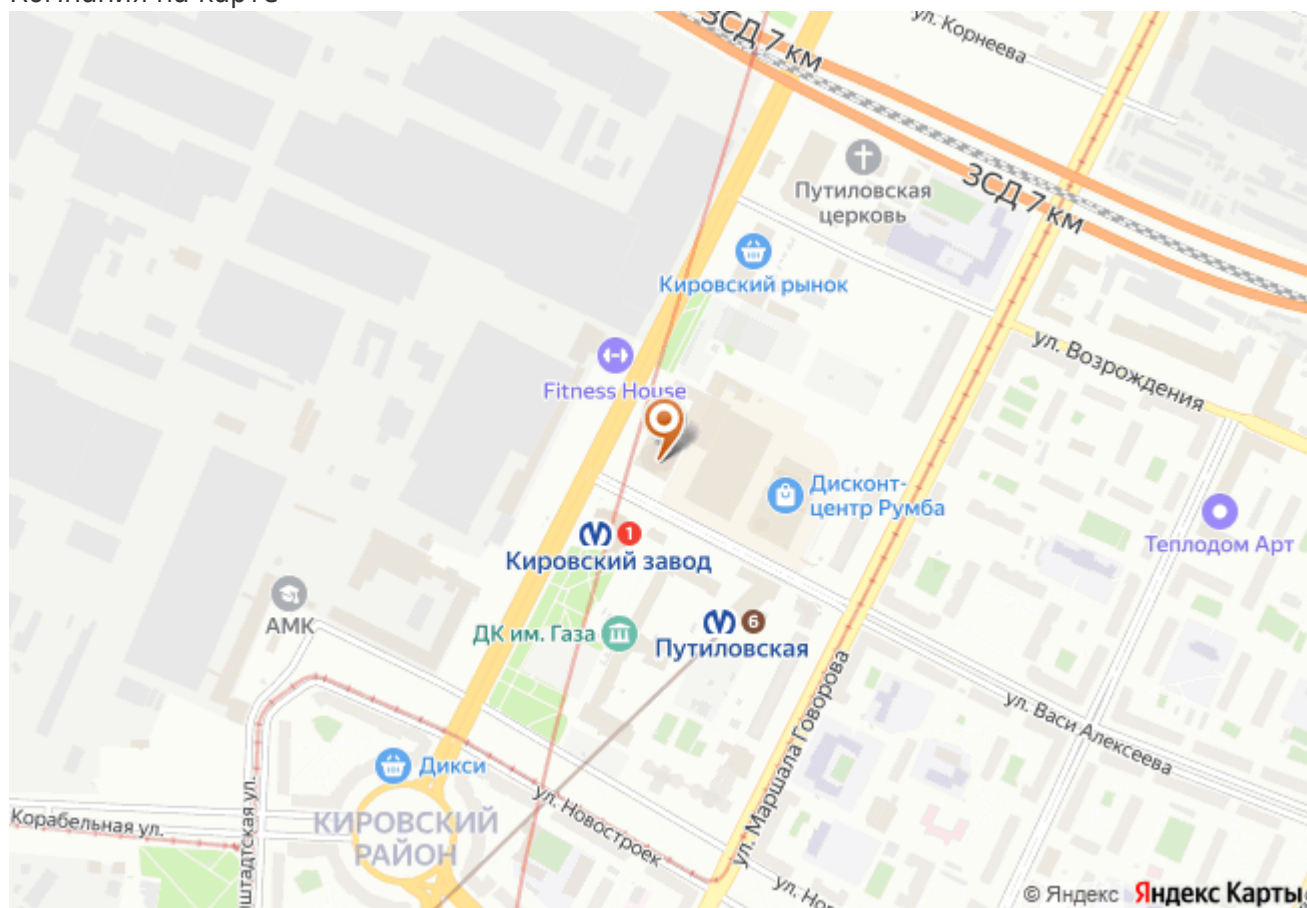 ЗСД 7 км
ул. Корнеева
Путиловская
церковь
ЗСД 7 км
Кировский рынок
ул. Возрождения
Fitness House
Дисконт-
центр Румба
Теплодом Арт
1
Кировский завод
АМК
ДК им. Газа
6
Путиловская
ул. Маршала Говорова
ул. Васи Алексеева
Дикси
ул. Новостроек
Корабельная ул.
КИРОВСКИЙ
РАЙОН
© Яндекс Яндекс Карты